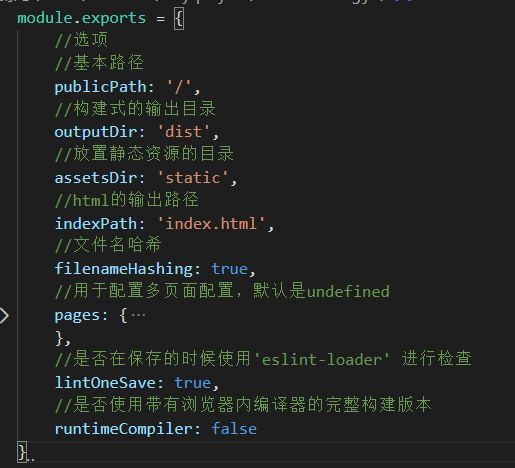 module.exports = {
//选项
//基本路径
publicPath: '/',
//构建式的输出目录
outputDir: 'dist',
//放置静态资源的目录
assetsDir: 'static',
//html的输出路径
indexPath: 'index.html',
//文件名哈希
filenameHashing: true,
//用于配置多页面配置，默认是undefined
pages: {…
},
//是否在保存的时候使用'eslint-loader' 进行检查
lintOneSave: true,
//是否使用带有浏览器内编译器的完整构建版本
runtimeCompiler: false
}